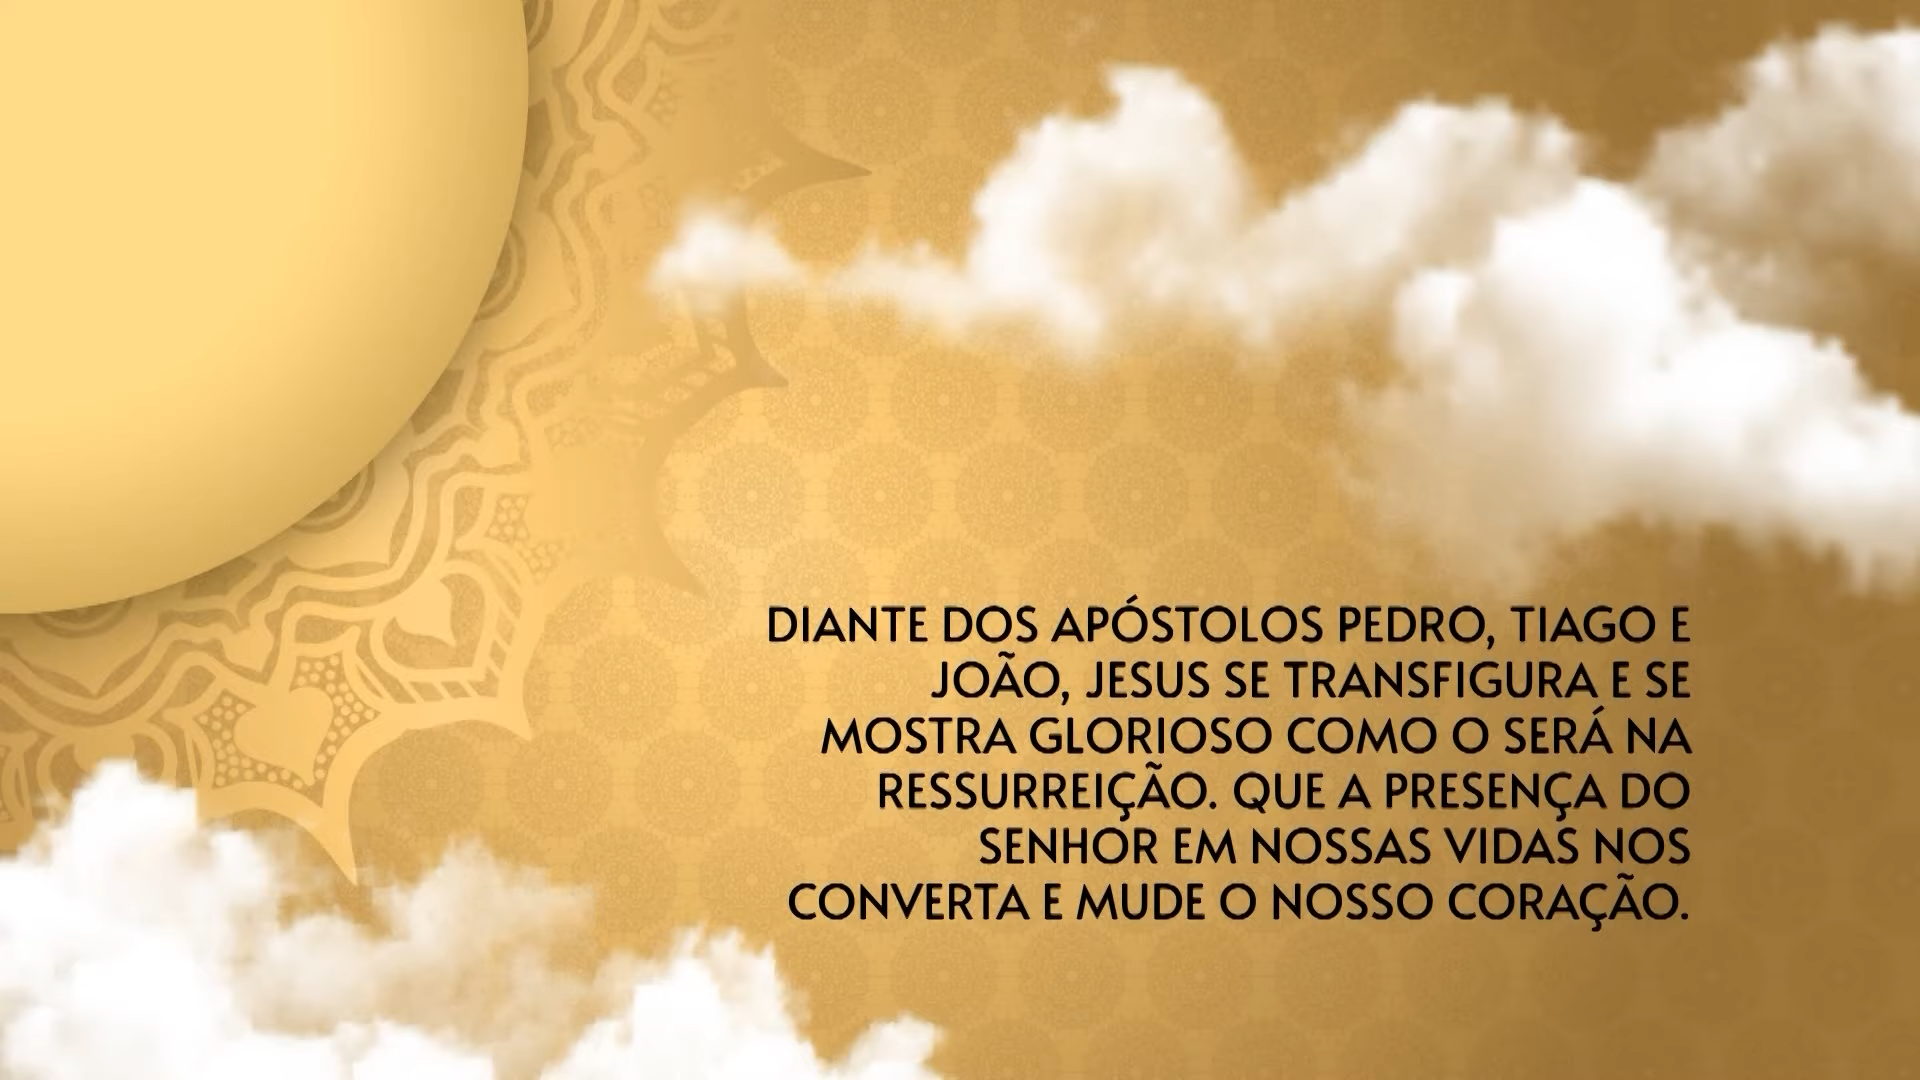 DIANTE DOS APÓSTOLOS PEDRO, TIAGO E
JOÃO, JESUS SE TRANSFIGURA E SE
MOSTRA GLORIOSO COMO O SERÁ NA
RESSURREIÇÃO. QUE A PRESENÇA DO
SENHOR EM NOSSAS VIDAS NOS
CONVERTA E MUDE O NOSSO CORAÇÃO.